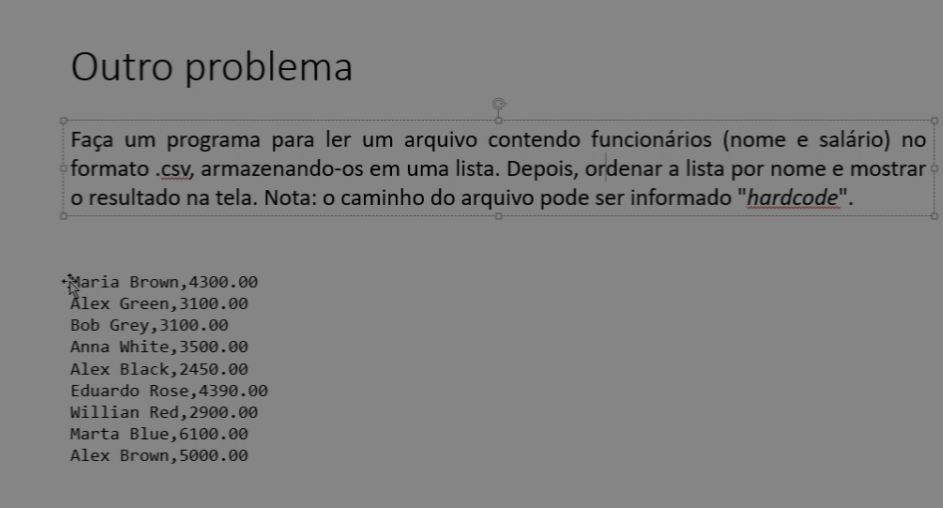 Outro problema
Faça um programa para ler um arquivo contendo funcionários (nome e salário) no
formato .csv, armazenando-os em uma lista. Depois, ordenar a lista por nome e mostrar
o resultado na tela. Nota: o caminho do arquivo pode ser informado "hardcode".
Maria Brown,4300.00
Alex Green,3100.00
Bob Grey,3100.00
Anna White,3500.00
Alex Black,2450.00
Eduardo Rose,4390.00
Willian Red,2900.00
Marta Blue,6100.00
Alex Brown,5000.00